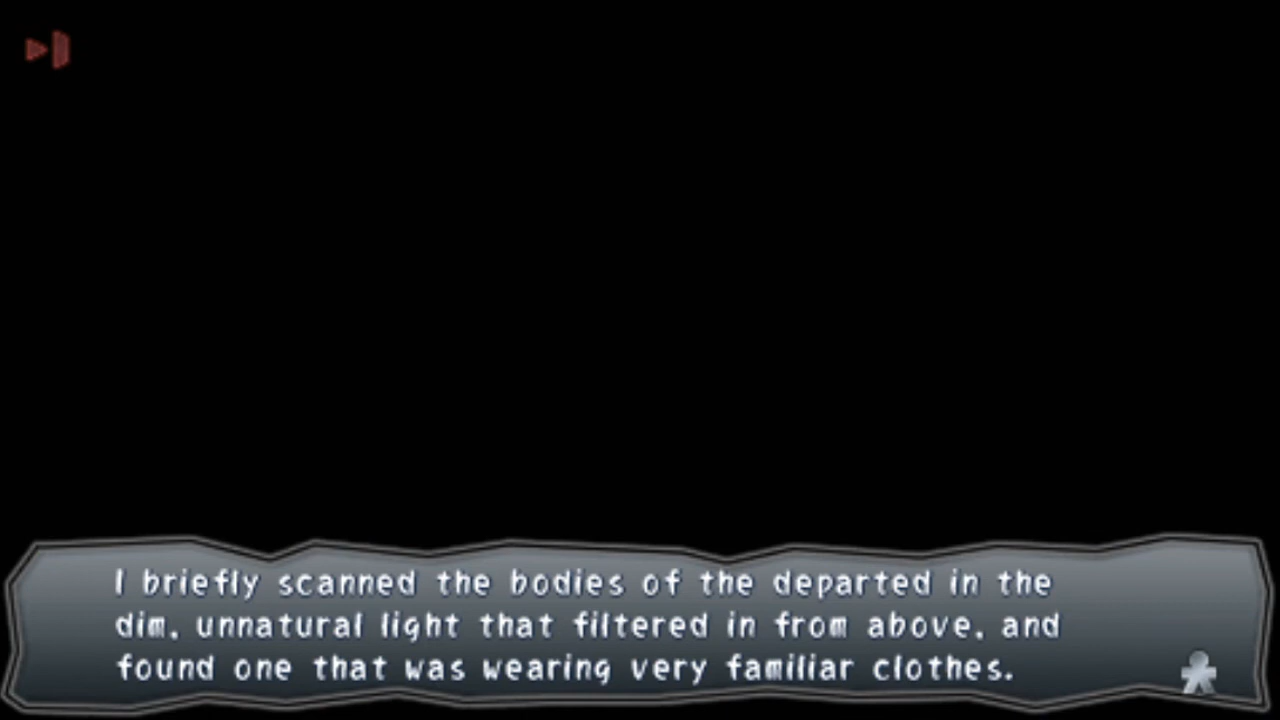 I briefly scanned the bodies of the departed in the
dim, unnatural light that filtered in from above, and
found one that was wearing very familiar clothes.